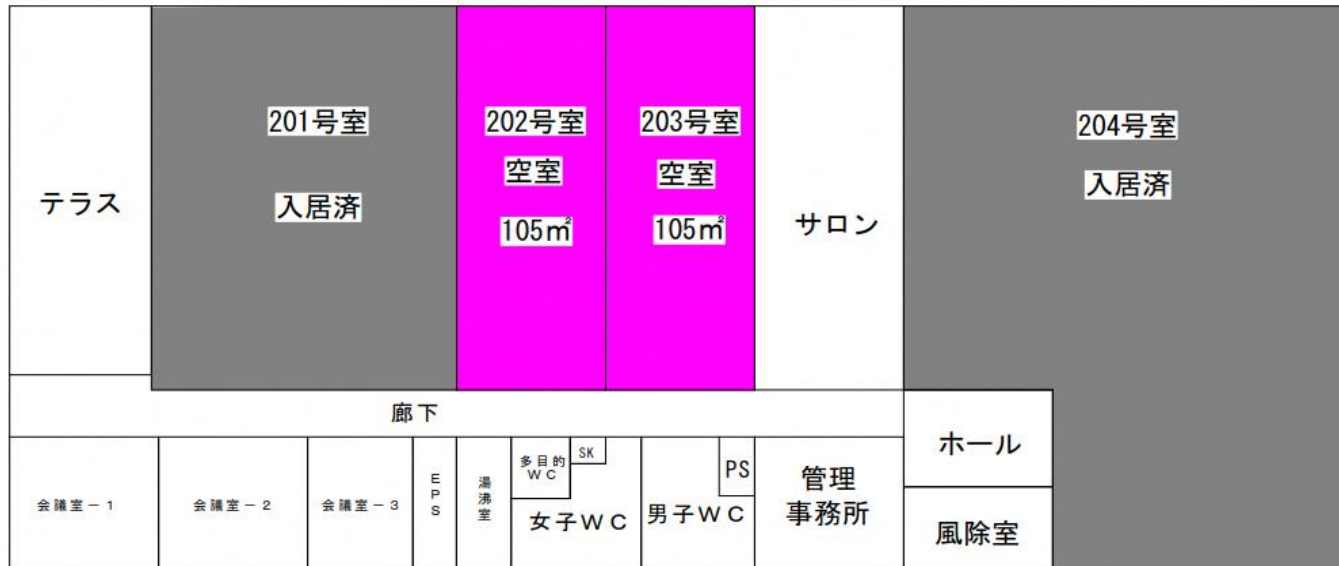 テラス
201号室
入居済
202号室
空室
105㎡
203号室
空室
105㎡
サロン
204号室
入居済
廊下
ホール
風除室
会議室－１
会議室－２
会議室－３
ＥＰＳ
湯沸室
多目的
ＷＣ
SK
女子ＷＣ
男子ＷＣ
PS
管理
事務所